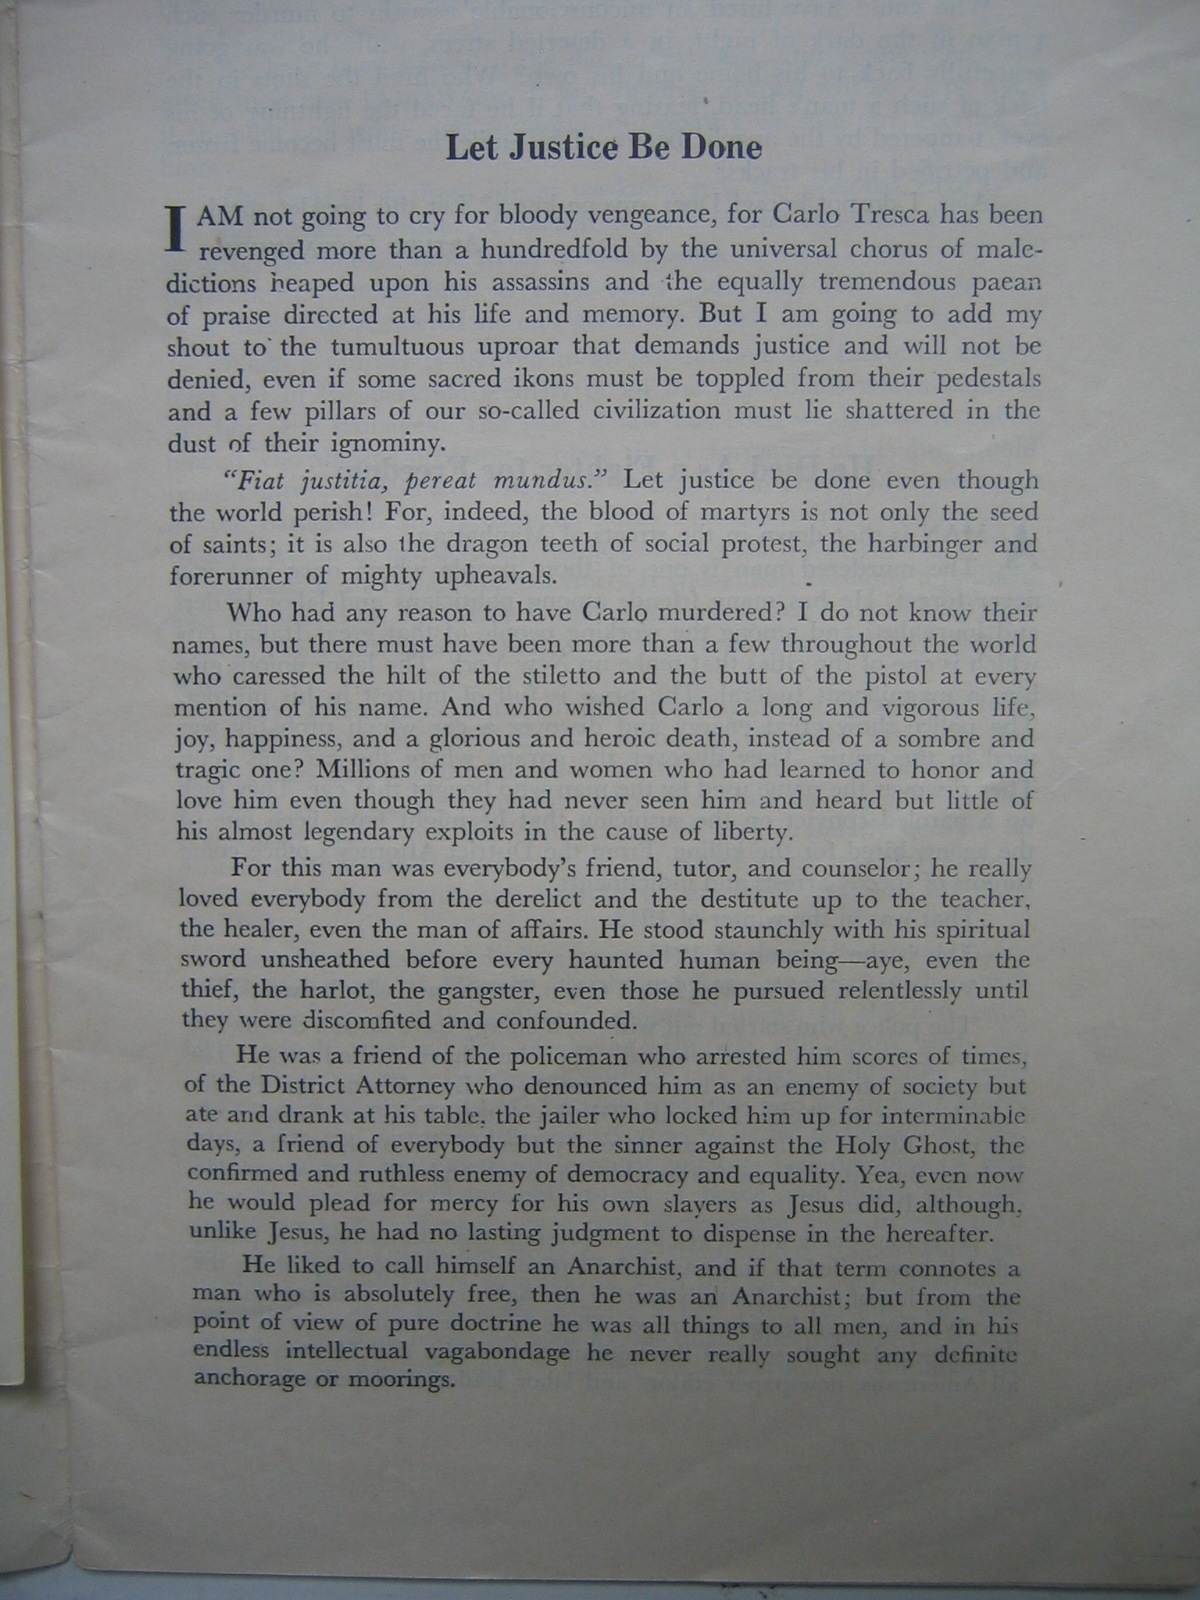 Let Justice Be Done
I AM not going to cry for bloody vengeance, for Carlo Tresca has been
revenged more than a hundredfold by the universal chorus of male-
dictions heaped upon his assassins and the equally tremendous paean
of praise directed at his life and memory. But I am going to add my
shout to the tumultuous uproar that demands justice and will not be
denied, even if some sacred ikons must be toppled from their pedestals
and a few pillars of our so-called civilization must lie shattered in the
dust of their ignominy.
"Fiat justitia, pereat mundus." Let justice be done even though
the world perish! For, indeed, the blood of martyrs is not only the seed
of saints; it is also the dragon teeth of social protest, the harbinger and
forerunner of mighty upheavals.
Who had any reason to have Carlo murdered? I do not know their
names, but there must have been more than a few throughout the world
who caressed the hilt of the stiletto and the butt of the pistol at every
mention of his name. And who wished Carlo a long and vigorous life,
joy, happiness, and a glorious and heroic death, instead of a sombre and
tragic one? Millions of men and women who had learned to honor and
love him even though they had never seen him and heard but little of
his almost legendary exploits in the cause of liberty.
For this man was everybody's friend, tutor, and counselor; he really
loved everybody from the derelict and the destitute up to the teacher,
the healer, even the man of affairs. He stood staunchly with his spiritual
sword unsheathed before every haunted human being—aye, even the
thief, the harlot, the gangster, even those he pursued relentlessly until
they were discomfited and confounded.
He was a friend of the policeman who arrested him scores of times,
of the District Attorney who denounced him as an enemy of society but
ate and drank at his table, the jailer who locked him up for interminable
days, a friend of everybody but the sinner against the Holy Ghost, the
confirmed and ruthless enemy of democracy and equality. Yea, even now
he would plead for mercy for his own slayers as Jesus did, although,
unlike Jesus, he had no lasting judgment to dispense in the hereafter.
He liked to call himself an Anarchist, and if that term connotes a
man who is absolutely free, then he was an Anarchist; but from the
point of view of pure doctrine he was all things to all men, and in his
endless intellectual vagabondage he never really sought any definite
anchorage or moorings.